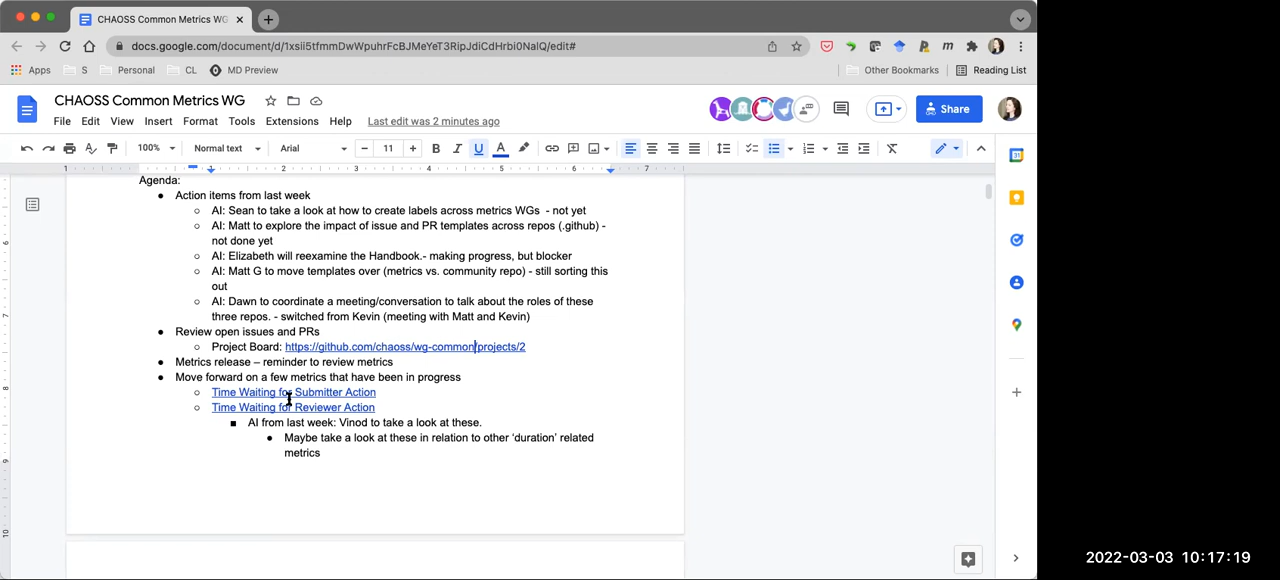 CHAOSS Common Metrics WG
docs.google.com/document/d/1xsii5tfmmDwWpuhrFcBJMeYeT3RipJdiCdHrbi0NalQ/edit#
Apps S Personal CL MD Preview Other Bookmarks Reading List
CHAOSS Common Metrics WG
Share
File Edit View Insert Format Tools Extensions Help Last edit was 2 minutes ago
100% Normal text Arial 11
1 1 2 3 4 5 6 7
Agenda:
● Action items from last week
○ AI: Sean to take a look at how to create labels across metrics WGs - not yet
○ AI: Matt to explore the impact of issue and PR templates across repos (.github) -
not done yet
○ AI: Elizabeth will reexamine the Handbook.- making progress, but blocker
○ AI: Matt G to move templates over (metrics vs. community repo) - still sorting this
out
○ AI: Dawn to coordinate a meeting/conversation to talk about the roles of these
three repos. - switched from Kevin (meeting with Matt and Kevin)
● Review open issues and PRs
○ Project Board: https://github.com/chaoss/wg-common/projects/2
● Metrics release – reminder to review metrics
● Move forward on a few metrics that have been in progress
○ Time Waiting for Submitter Action
○ Time Waiting for Reviewer Action
■ AI from last week: Vinod to take a look at these.
● Maybe take a look at these in relation to other ‘duration’ related
metrics
2022-03-03 10:17:19